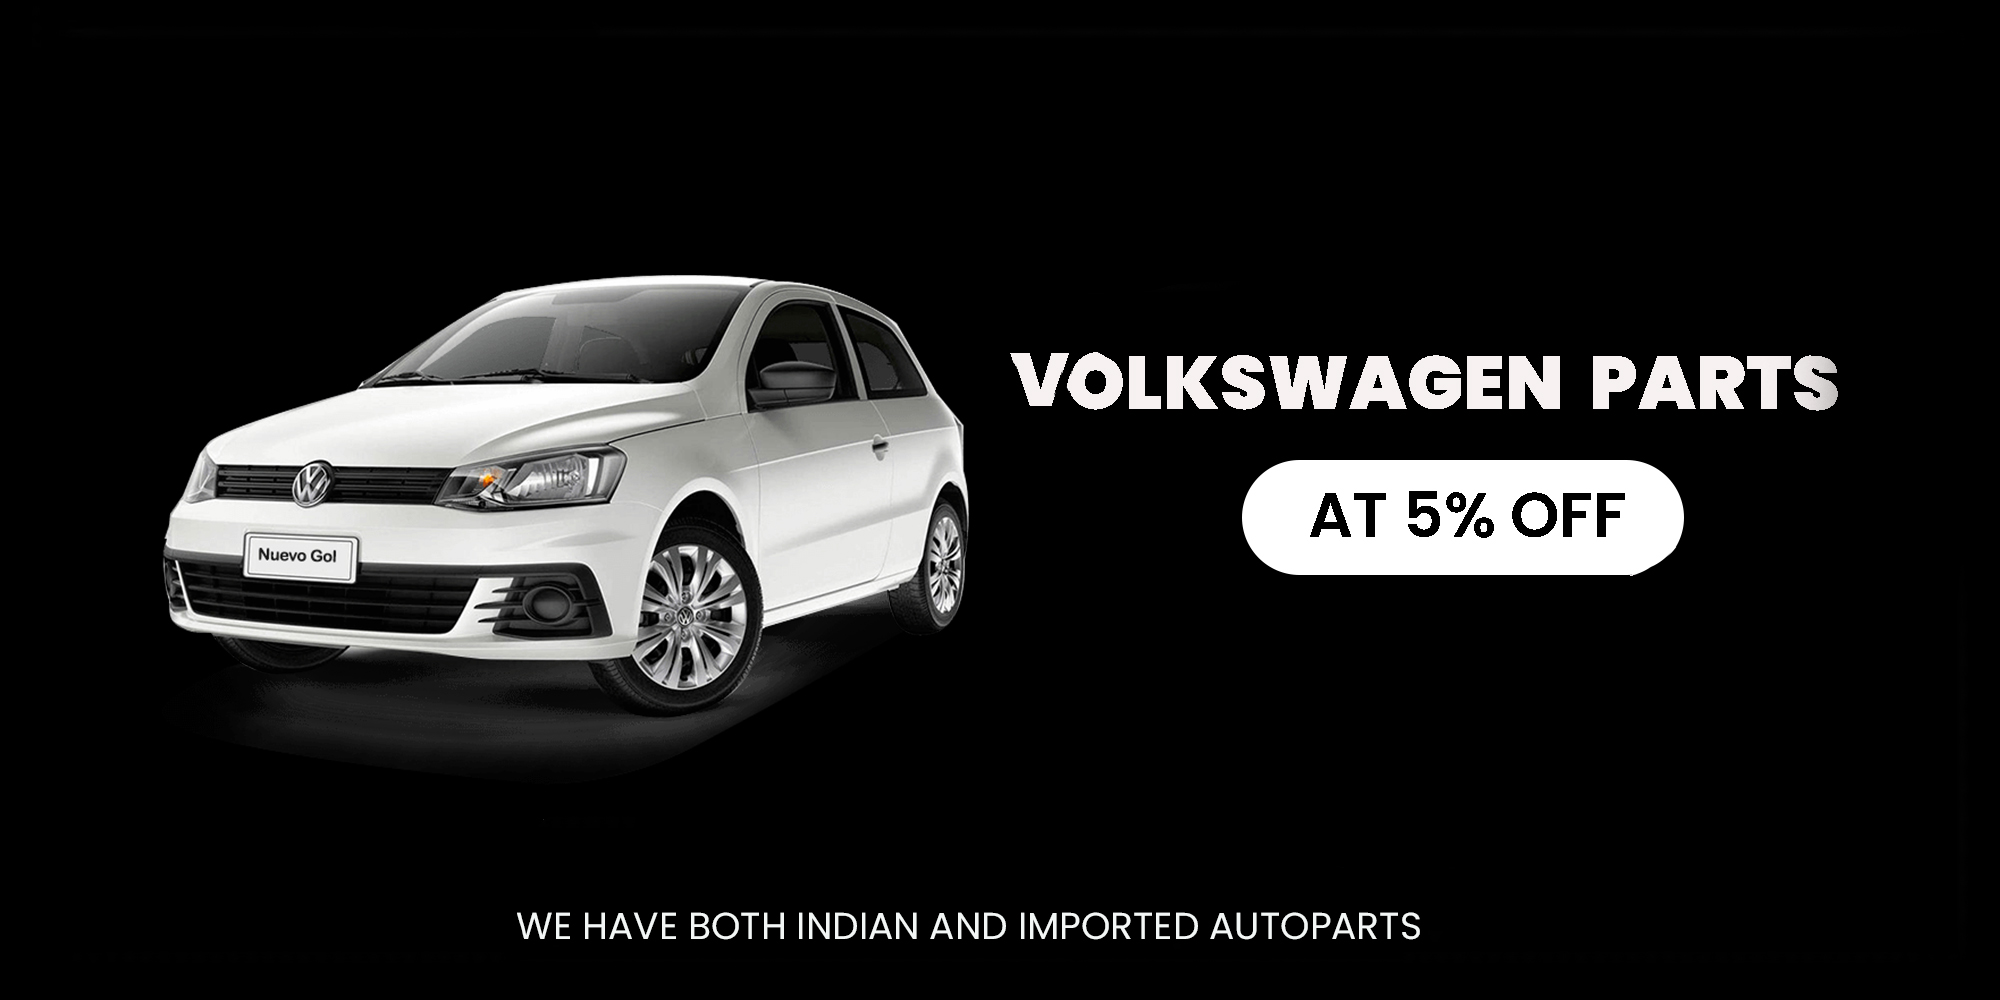 VOLKSWAGEN PARTS
AT 5% OFF
Nuevo Gol
WE HAVE BOTH INDIAN AND IMPORTED AUTOPARTS